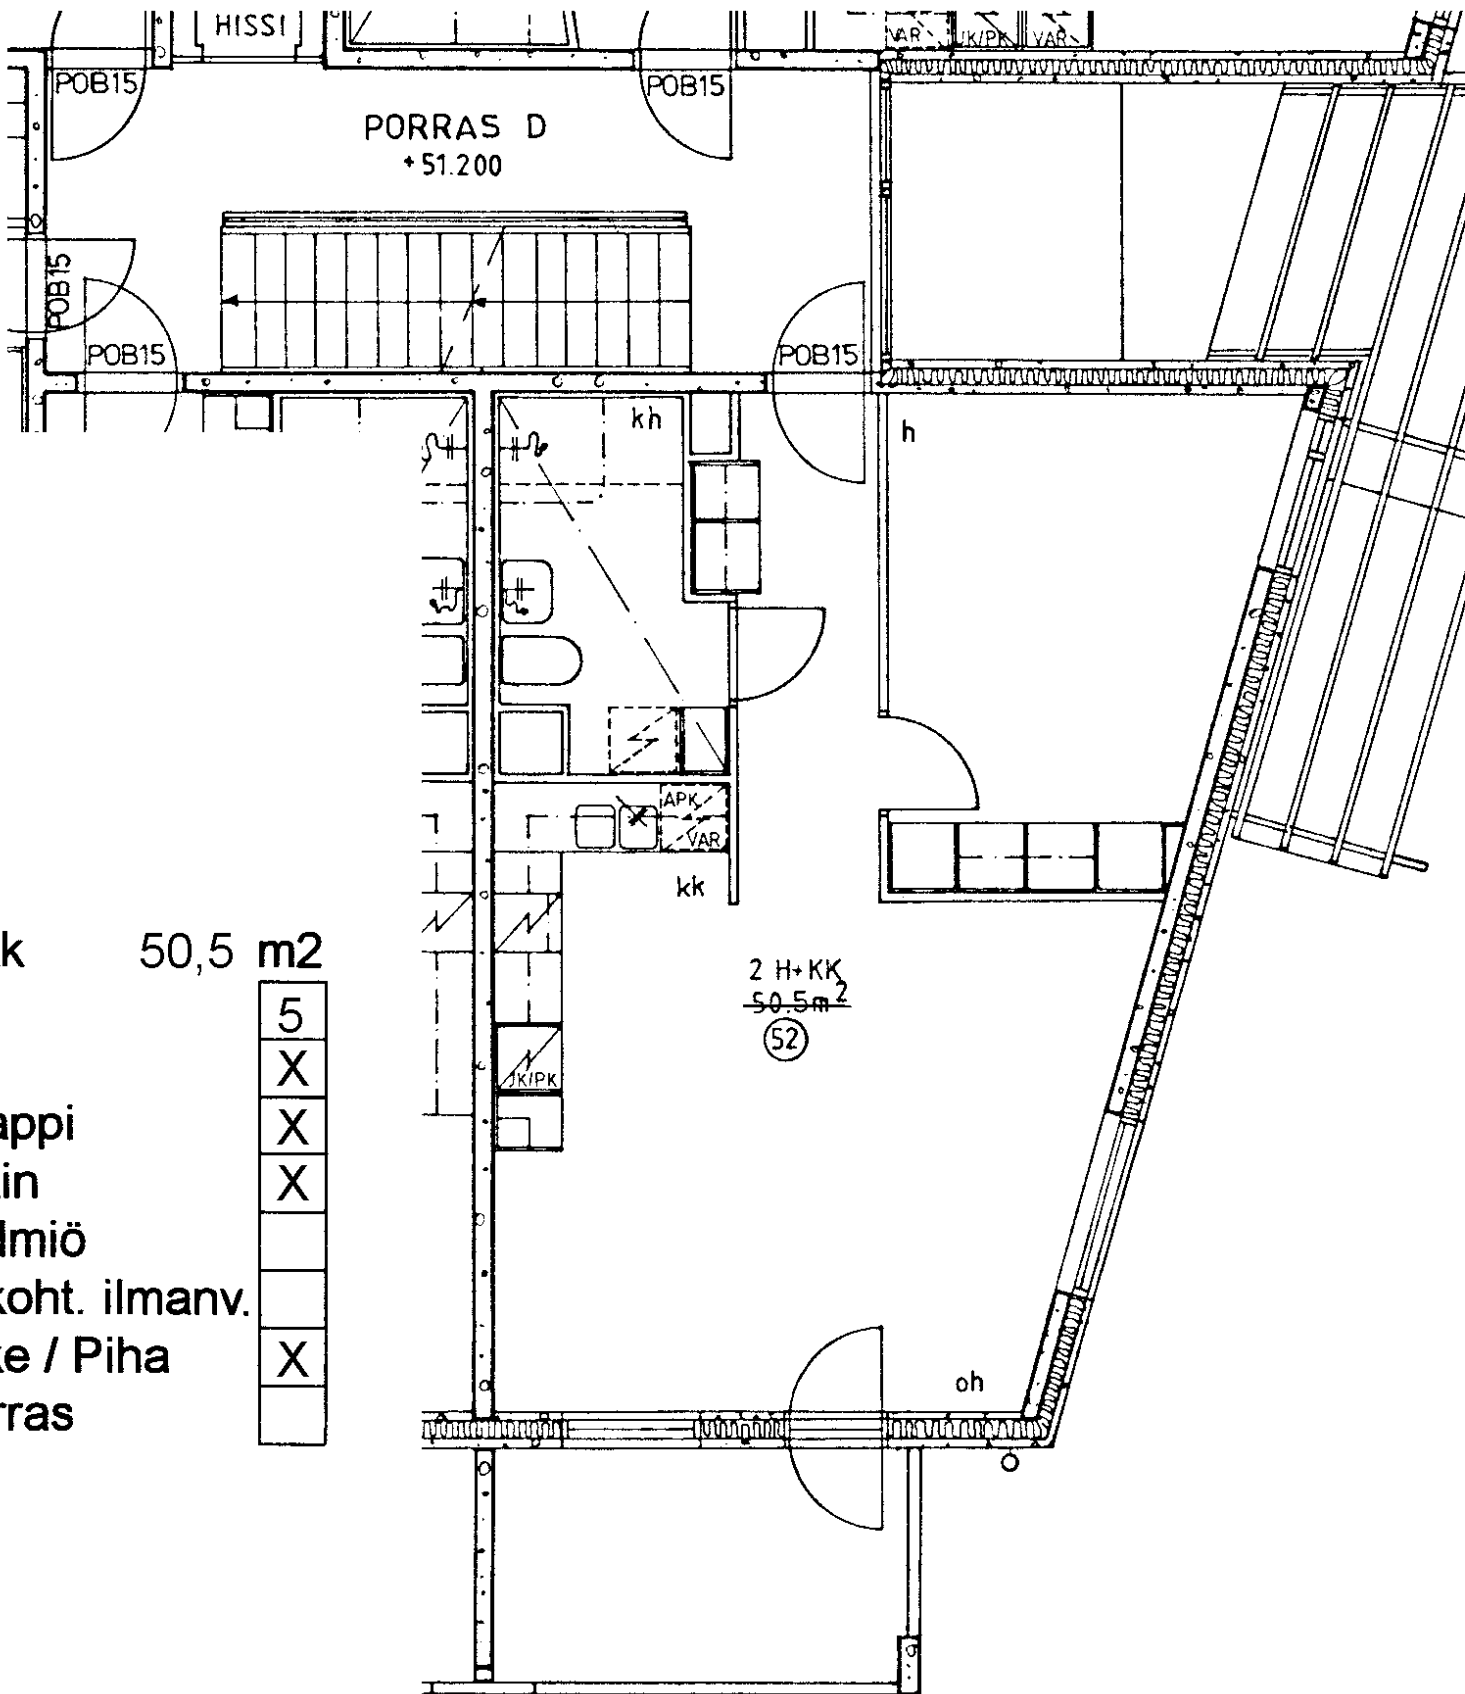 HISSI
VAR
JK/PK
VAR
POB15
POB15
PORRAS D
+51.200
POB15
POB15
POB15
kh
h
APK
VAR
kk
k 50,5 m2
2 H+KK
50.5m²
52
5
X
JK/PK
appi X
in X
lmiö
koht. ilmanv.
ke / Piha X
rras
oh